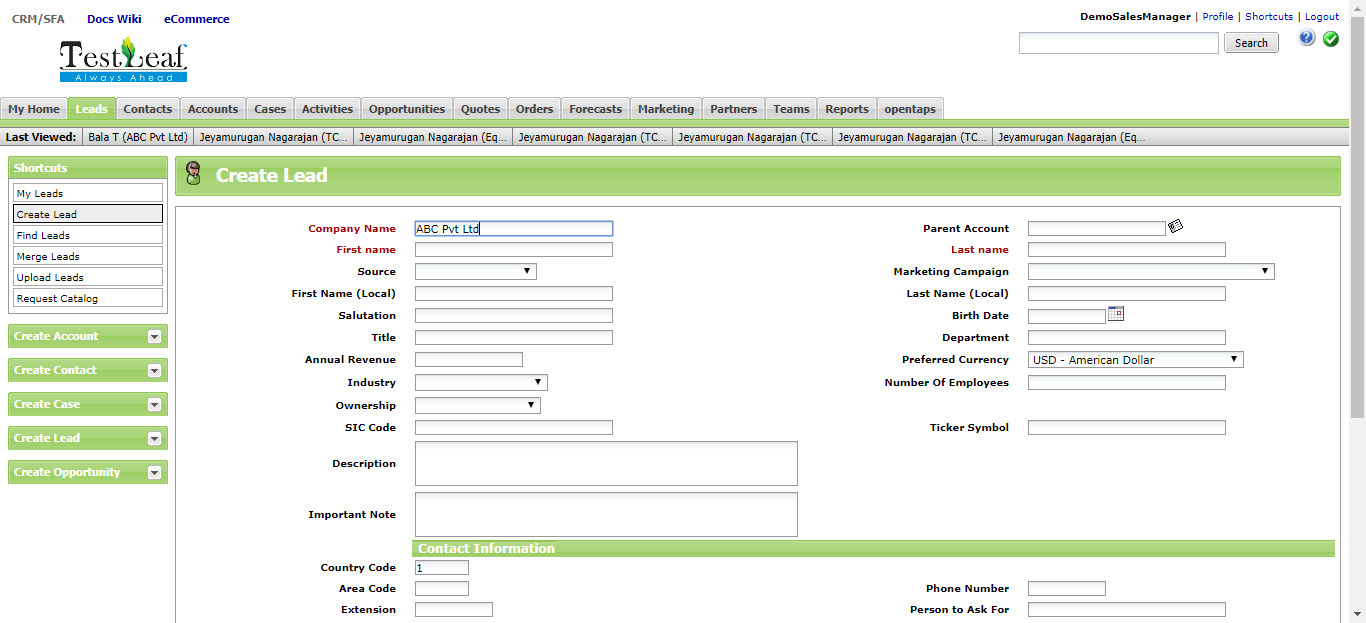 CRM/SFA Docs Wiki eCommerce
DemoSalesManager | Profile | Shortcuts | Logout
TestLeaf
Always Ahead
Search
My Home Leads Contacts Accounts Cases Activities Opportunities Quotes Orders Forecasts Marketing Partners Teams Reports opentaps
Last Viewed: Bala T (ABC Pvt Ltd) Jeyamurugan Nagarajan (TC... Jeyamurugan Nagarajan (Eq... Jeyamurugan Nagarajan (TC... Jeyamurugan Nagarajan (TC... Jeyamurugan Nagarajan (TC... Jeyamurugan Nagarajan (Eq...
Shortcuts
My Leads
Create Lead
Find Leads
Merge Leads
Upload Leads
Request Catalog
Create Account
Create Contact
Create Case
Create Lead
Create Opportunity
Create Lead
Company Name ABC Pvt Ltd Parent Account
First name Last name
Source Marketing Campaign
First Name (Local) Last Name (Local)
Salutation Birth Date
Title Department
Annual Revenue Preferred Currency USD - American Dollar
Industry Number Of Employees
Ownership
SIC Code Ticker Symbol
Description
Important Note
Contact Information
Country Code 1
Area Code Phone Number
Extension Person to Ask For